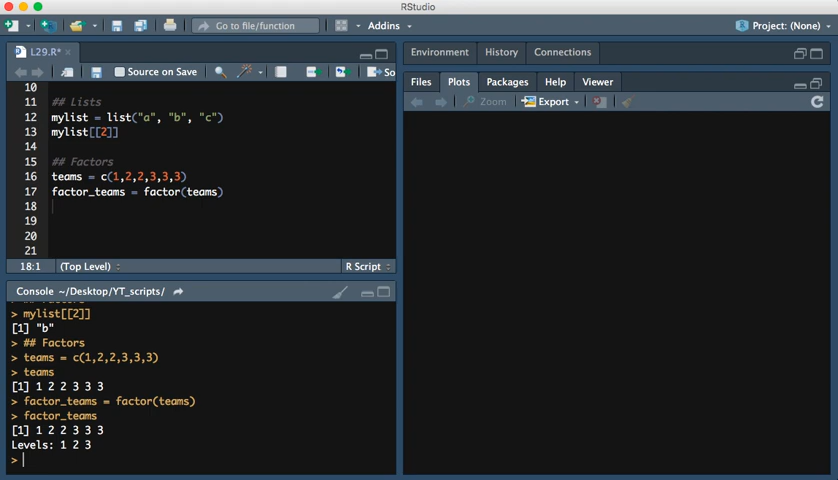 RStudio
Go to file/function
Addins
Project: (None)
L29.R*
Source on Save
So
10
11 ## Lists
12 mylist = list("a", "b", "c")
13 mylist[[2]]
14
15 ## Factors
16 teams = c(1,2,2,3,3,3)
17 factor_teams = factor(teams)
18
19
20
21
18:1 (Top Level) R Script
Console ~/Desktop/YT_scripts/
> mylist[[2]]
[1] "b"
> ## Factors
> teams = c(1,2,2,3,3,3)
> teams
[1] 1 2 2 3 3 3
> factor_teams = factor(teams)
> factor_teams
[1] 1 2 2 3 3 3
Levels: 1 2 3
>
Environment History Connections
Files Plots Packages Help Viewer
Zoom Export